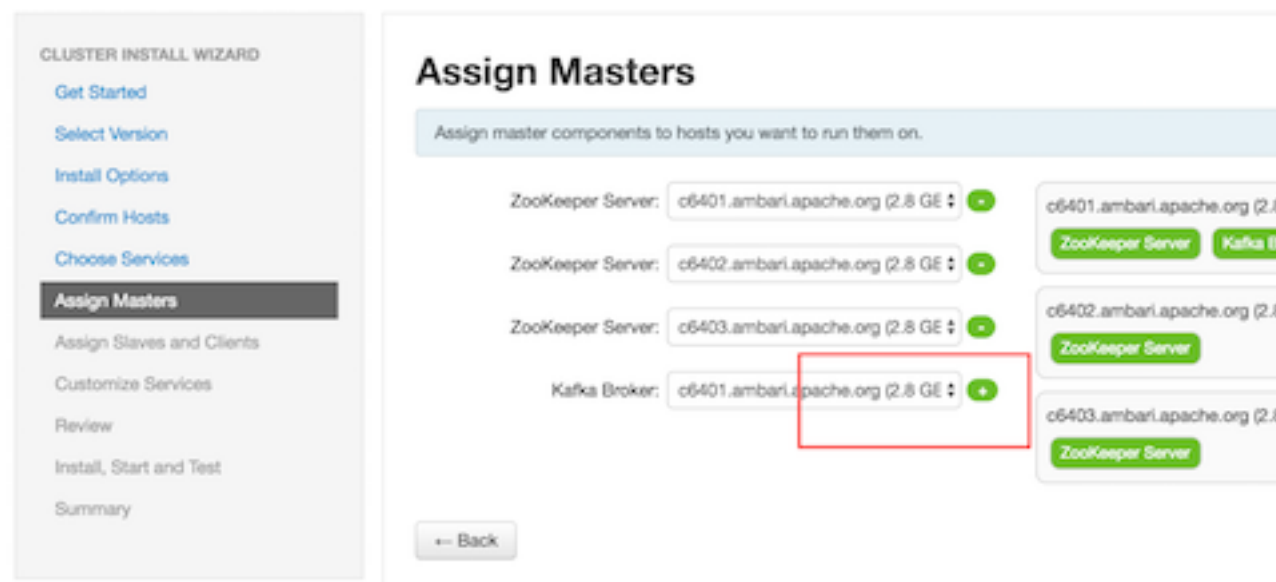 CLUSTER INSTALL WIZARD
Get Started
Select Version
Install Options
Confirm Hosts
Choose Services
Assign Masters
Assign Slaves and Clients
Customize Services
Review
Install, Start and Test
Summary
Assign Masters
Assign master components to hosts you want to run them on.
ZooKeeper Server: c6401.ambari.apache.org (2.8 GE -
ZooKeeper Server: c6402.ambari.apache.org (2.8 GE -
ZooKeeper Server: c6403.ambari.apache.org (2.8 GE -
Kafka Broker: c6401.ambari.apache.org (2.8 GE +
← Back
c6401.ambari.apache.org (2.8
ZooKeeper Server Kafka B
c6402.ambari.apache.org (2.8
ZooKeeper Server
c6403.ambari.apache.org (2.8
ZooKeeper Server